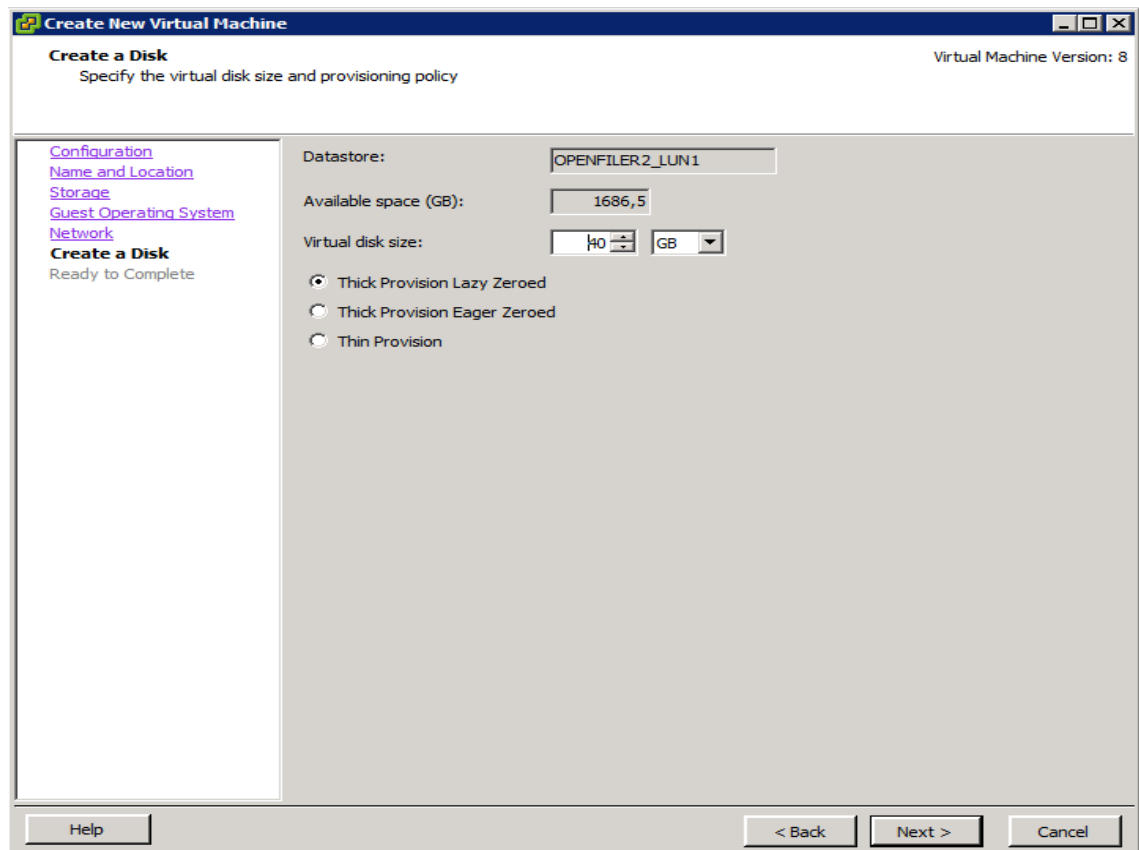 Create New Virtual Machine
Create a Disk
Virtual Machine Version: 8
Specify the virtual disk size and provisioning policy
Configuration
Name and Location
Storage
Guest Operating System
Network
Create a Disk
Ready to Complete
Datastore: OPENFILER2_LUN1
Available space (GB): 1686,5
Virtual disk size: 40 GB
Thick Provision Lazy Zeroed
Thick Provision Eager Zeroed
Thin Provision
Help
< Back
Next >
Cancel